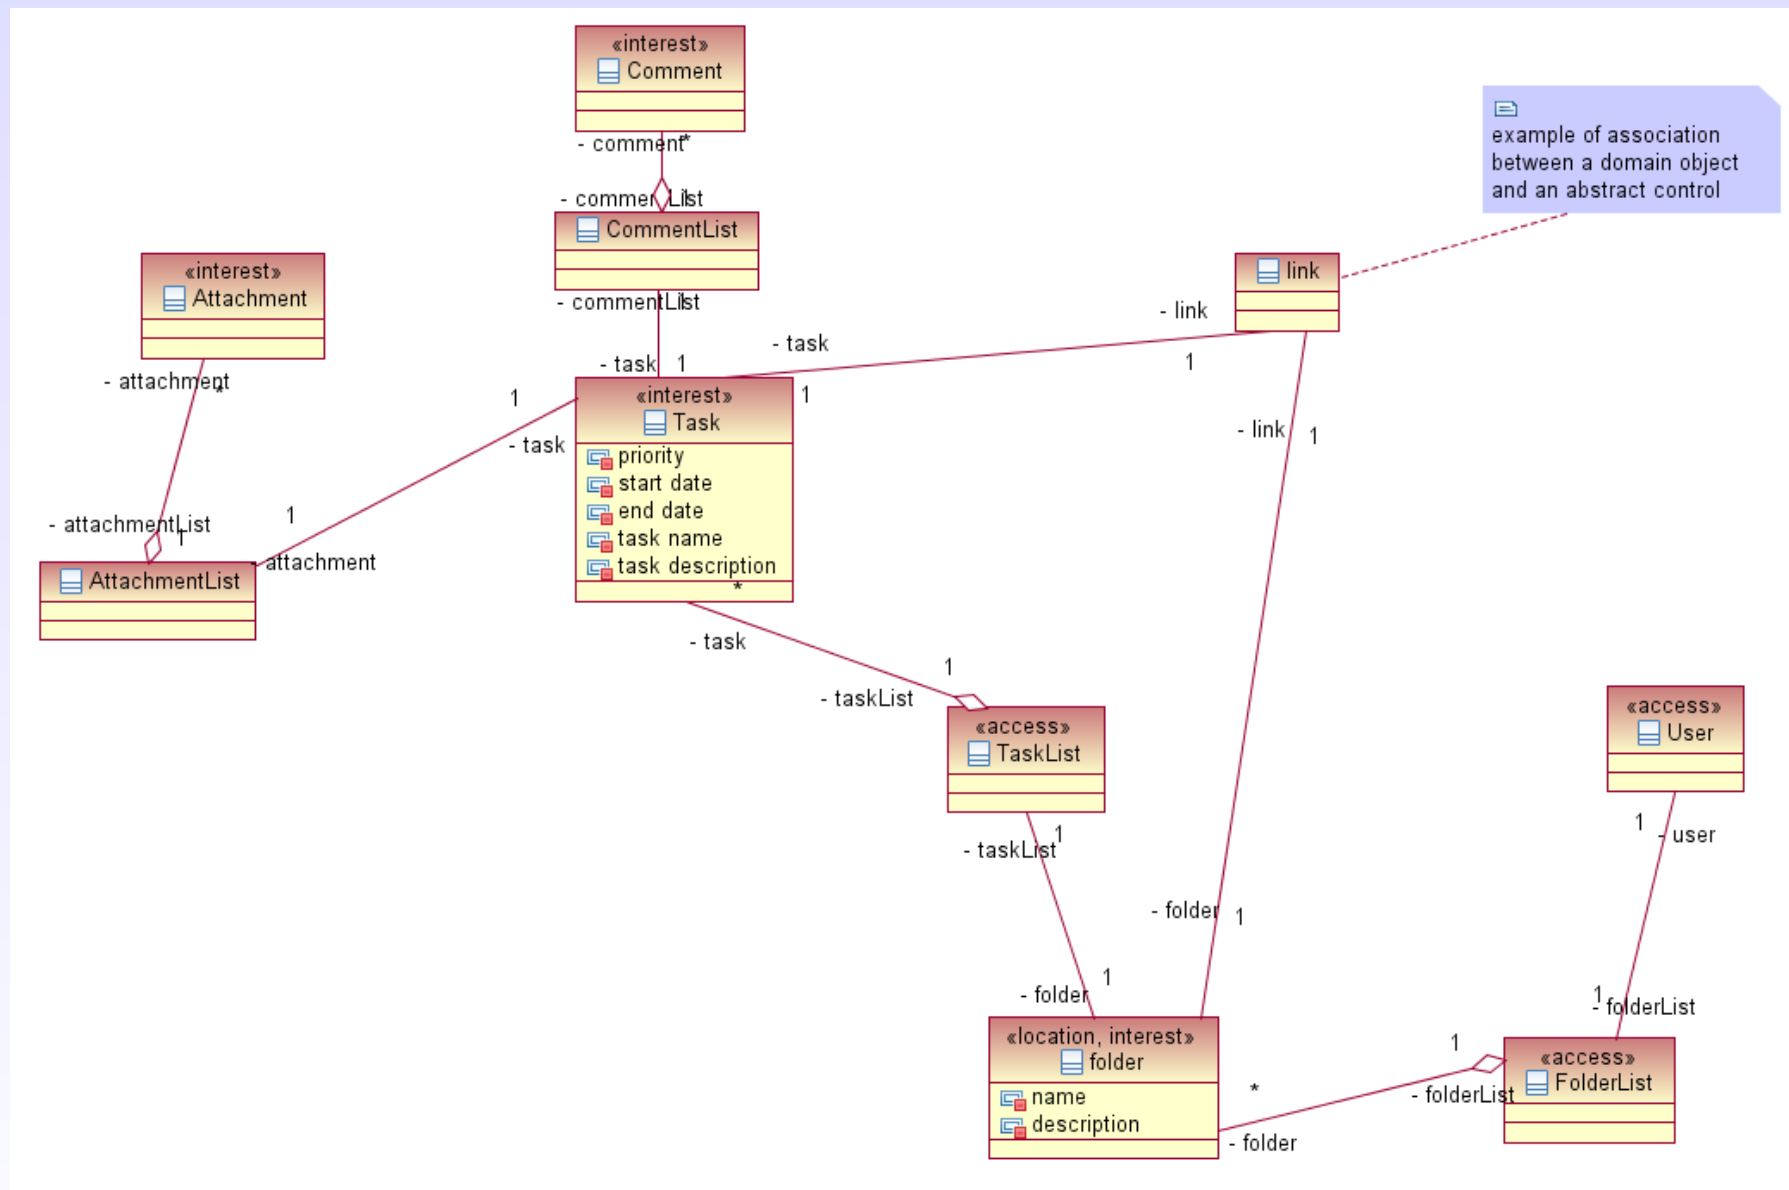 «interest»
Comment
- comment
*
- commentList
1
CommentList
- commentList
1
example of association
between a domain object
and an abstract control
«interest»
Attachment
- attachment
*
- attachmentList
1
AttachmentList
1
- attachment
1
- task
- task
1
- task
1
- link
1
link
- link
1
«interest»
Task
priority
start date
end date
task name
task description
*
- task
1
- taskList
«access»
TaskList
1
- taskList
- folder
1
1
- folder
«location, interest»
folder
name
description
*
- folder
1
- folderList
«access»
User
1
- user
1
- folderList
«access»
FolderList